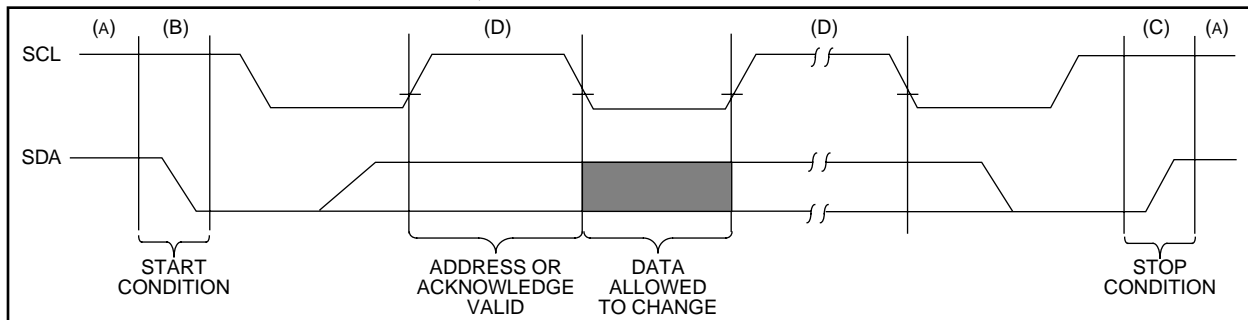 (A) (B) (D) (D) (C) (A)
SCL
SDA
START
CONDITION
ADDRESS OR
ACKNOWLEDGE
VALID
DATA
ALLOWED
TO CHANGE
STOP
CONDITION